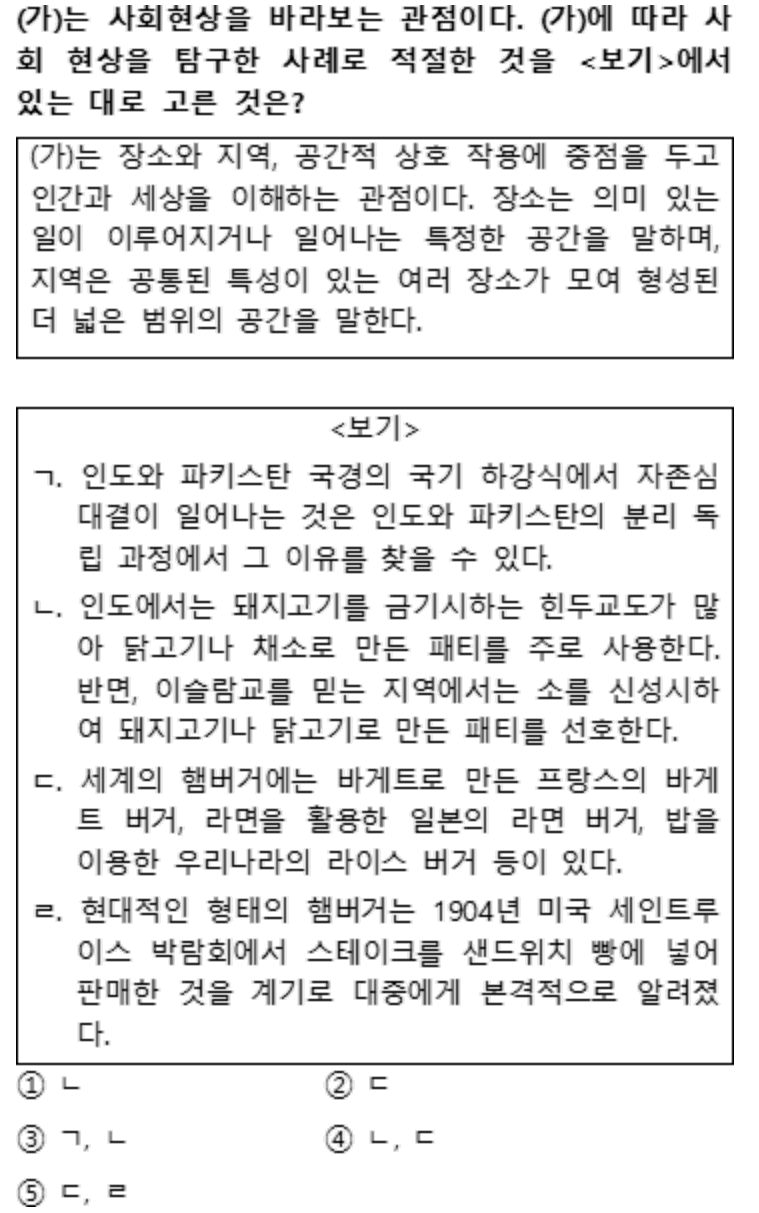 (가)는 사회현상을 바라보는 관점이다. (가)에 따라 사
회 현상을 탐구한 사례로 적절한 것을 <보기>에서
있는 대로 고른 것은?
(가)는 장소와 지역, 공간적 상호 작용에 중점을 두고
인간과 세상을 이해하는 관점이다. 장소는 의미 있는
일이 이루어지거나 일어나는 특정한 공간을 말하며,
지역은 공통된 특성이 있는 여러 장소가 모여 형성된
더 넓은 범위의 공간을 말한다.
<보기>
ㄱ. 인도와 파키스탄 국경의 국기 하강식에서 자존심
대결이 일어나는 것은 인도와 파키스탄의 분리 독
립 과정에서 그 이유를 찾을 수 있다.
ㄴ. 인도에서는 돼지고기를 금기시하는 힌두교도가 많
아 닭고기나 채소로 만든 패티를 주로 사용한다.
반면, 이슬람교를 믿는 지역에서는 소를 신성시하
여 돼지고기나 닭고기로 만든 패티를 선호한다.
ㄷ. 세계의 햄버거에는 바게트로 만든 프랑스의 바게
트 버거, 라면을 활용한 일본의 라면 버거, 밥을
이용한 우리나라의 라이스 버거 등이 있다.
ㄹ. 현대적인 형태의 햄버거는 1904년 미국 세인트루
이스 박람회에서 스테이크를 샌드위치 빵에 넣어
판매한 것을 계기로 대중에게 본격적으로 알려졌
다.
① ㄴ ② ㄷ
③ ㄱ, ㄴ ④ ㄴ, ㄷ
⑤ ㄷ, ㄹ